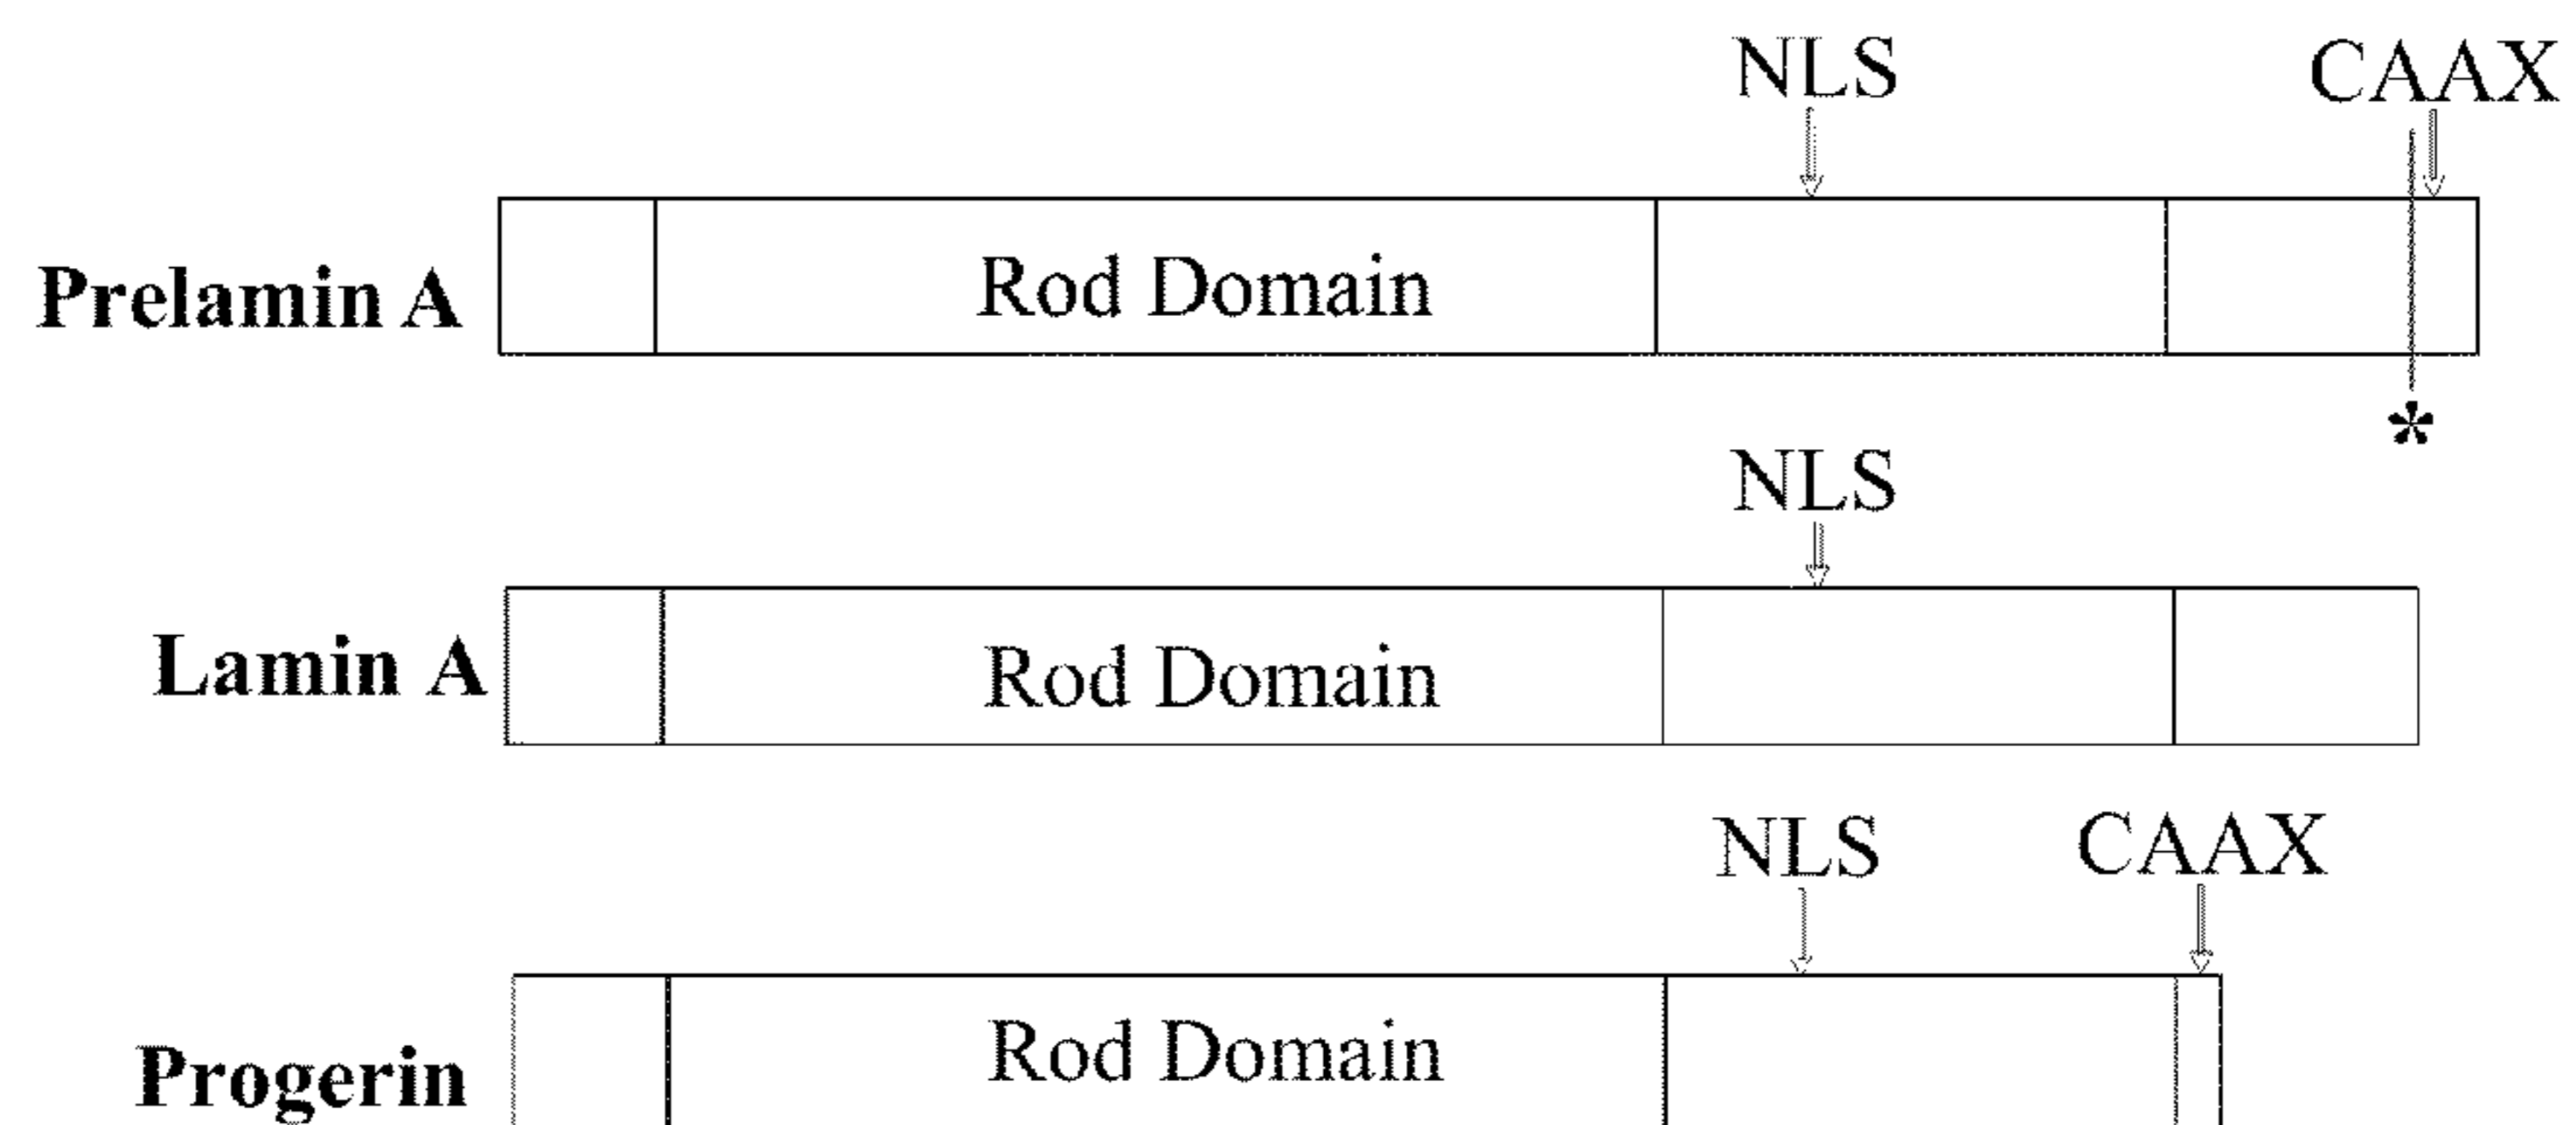 NLS CAAX
Prelamin A Rod Domain
*
NLS
Lamin A Rod Domain
NLS CAAX
Progerin Rod Domain